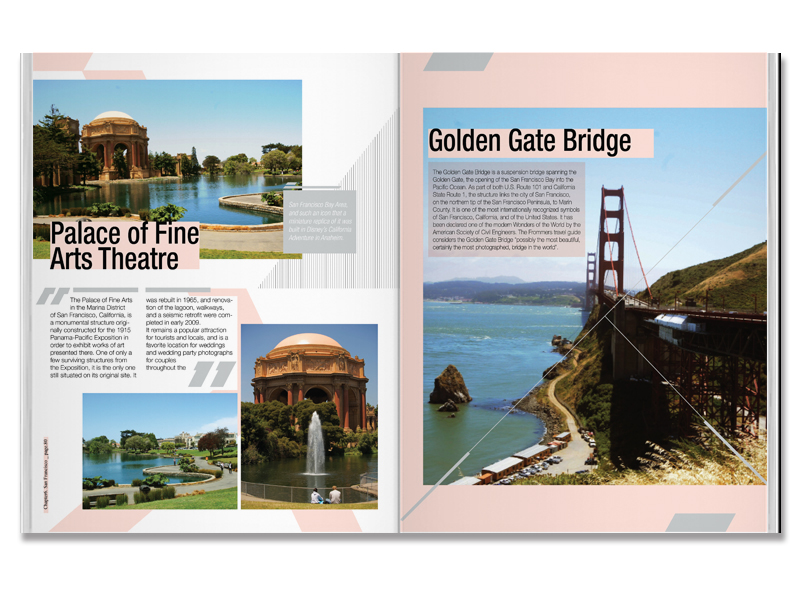 Palace of Fine
Arts Theatre
San Francisco Bay Area
and such an icon that a
miniature replica of it was
built in Disney's California
Adventure in Anaheim.
The Palace of Fine Arts
in the Marina District
of San Francisco, California, is
a monumental structure origi-
nally constructed for the 1915
Panama-Pacific Exposition in
order to exhibit works of art
presented there. One of only a
few surviving structures from
the Exposition, it is the only one
still situated on its original site. It
was rebuilt in 1965, and renova-
tion of the lagoon, walkways,
and a seismic retrofit were com-
pleted in early 2009.
It remains a popular attraction
for tourists and locals, and is a
favorite location for weddings
and wedding party photographs
for couples
throughout the
Chapter6. San Francisco _ page.89
Golden Gate Bridge
The Golden Gate Bridge is a suspension bridge spanning the
Golden Gate, the opening of the San Francisco Bay into the
Pacific Ocean. As part of both U.S. Route 101 and California
State Route 1, the structure links the city of San Francisco,
on the northern tip of the San Francisco Peninsula, to Marin
County. It is one of the most internationally recognized symbols
of San Francisco, California, and of the United States. It has
been declared one of the modern Wonders of the World by the
American Society of Civil Engineers. The Frommers travel guide
considers the Golden Gate Bridge "possibly the most beautiful,
certainly the most photographed, bridge in the world".